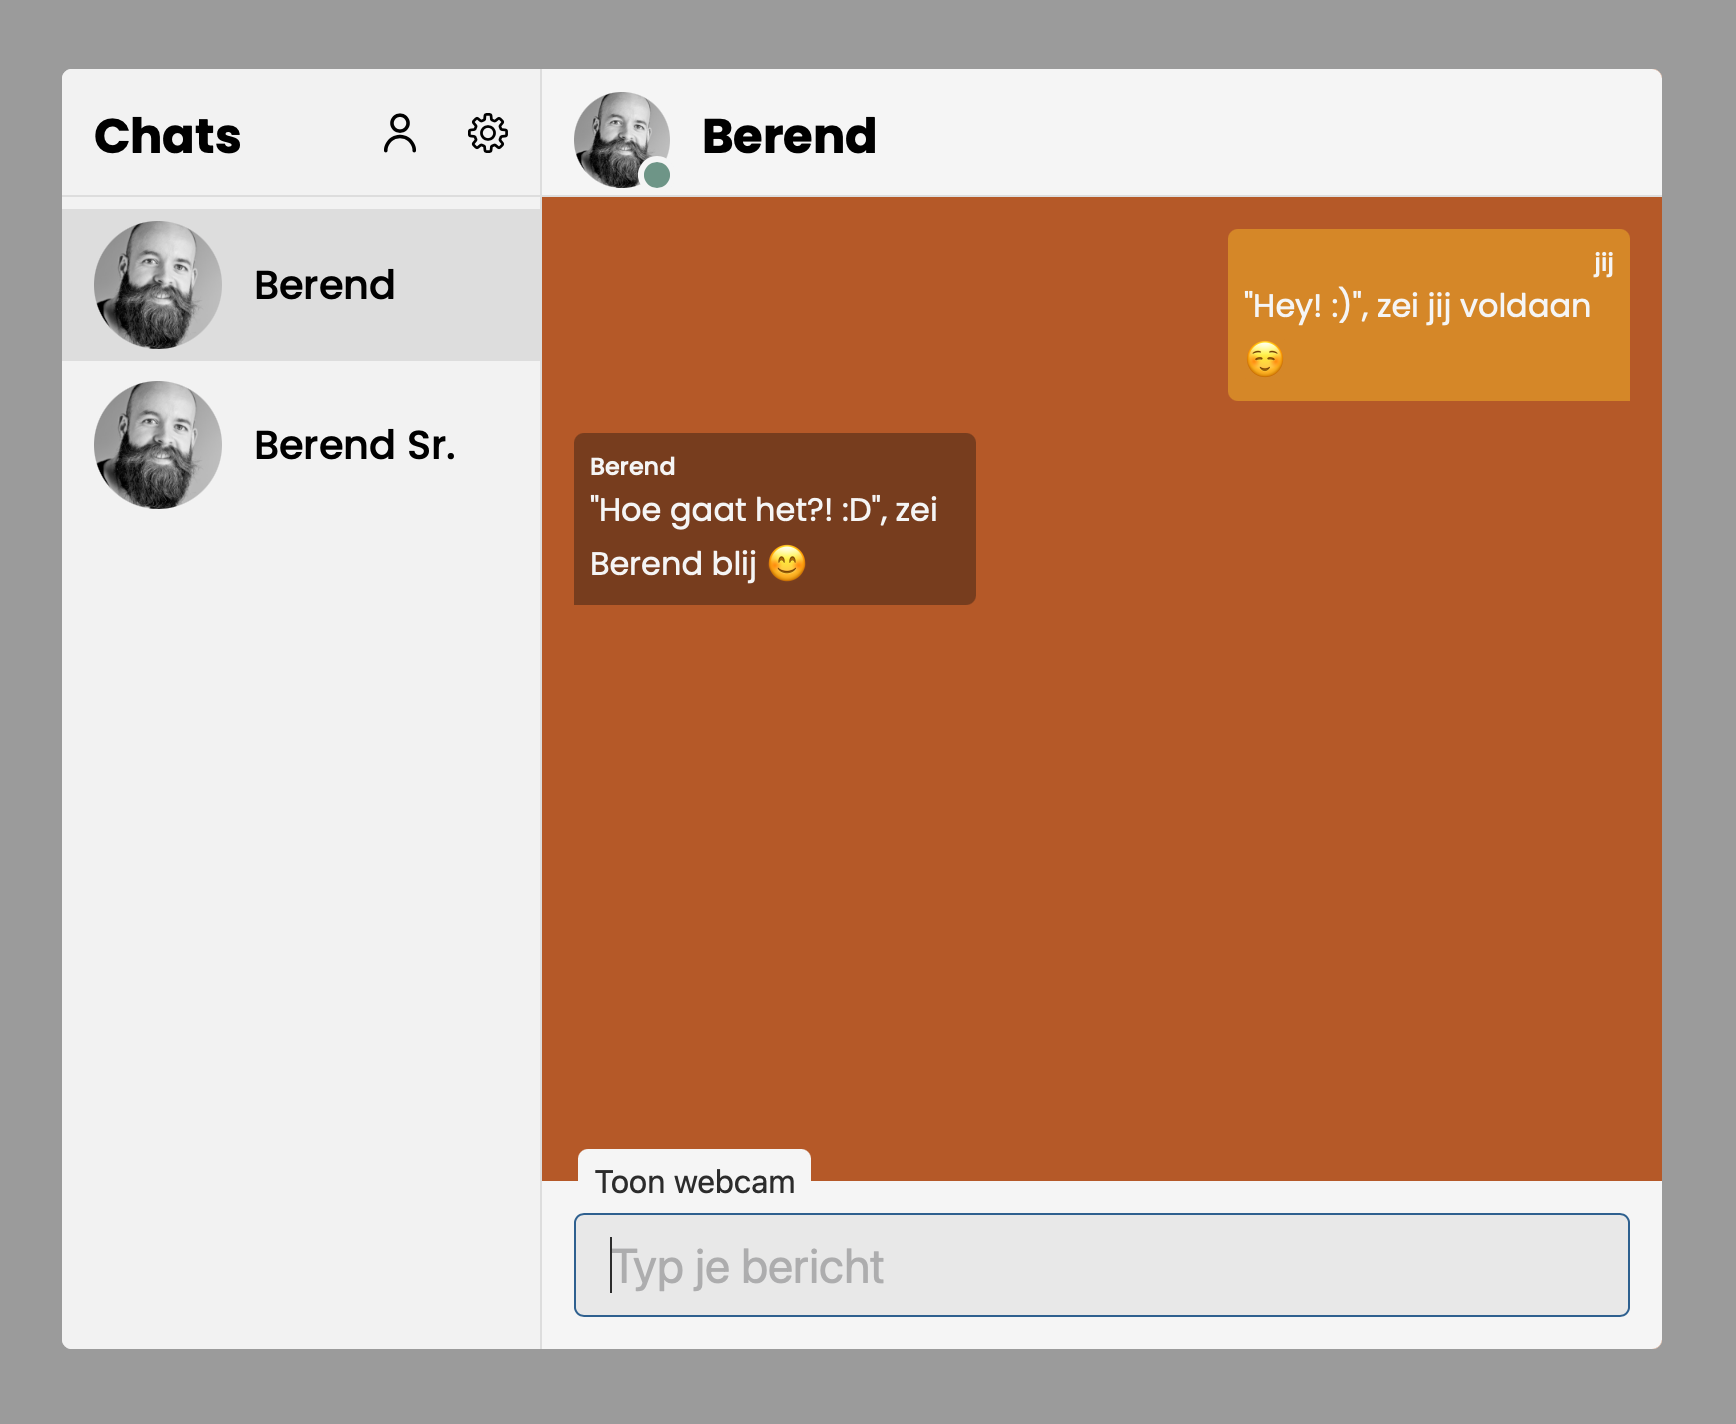 Chats
Berend
Berend Sr.
Berend
jij
"Hey! :)", zei jij voldaan
☺️
Berend
"Hoe gaat het?! :D", zei
Berend blij 😊
Toon webcam
Typ je bericht